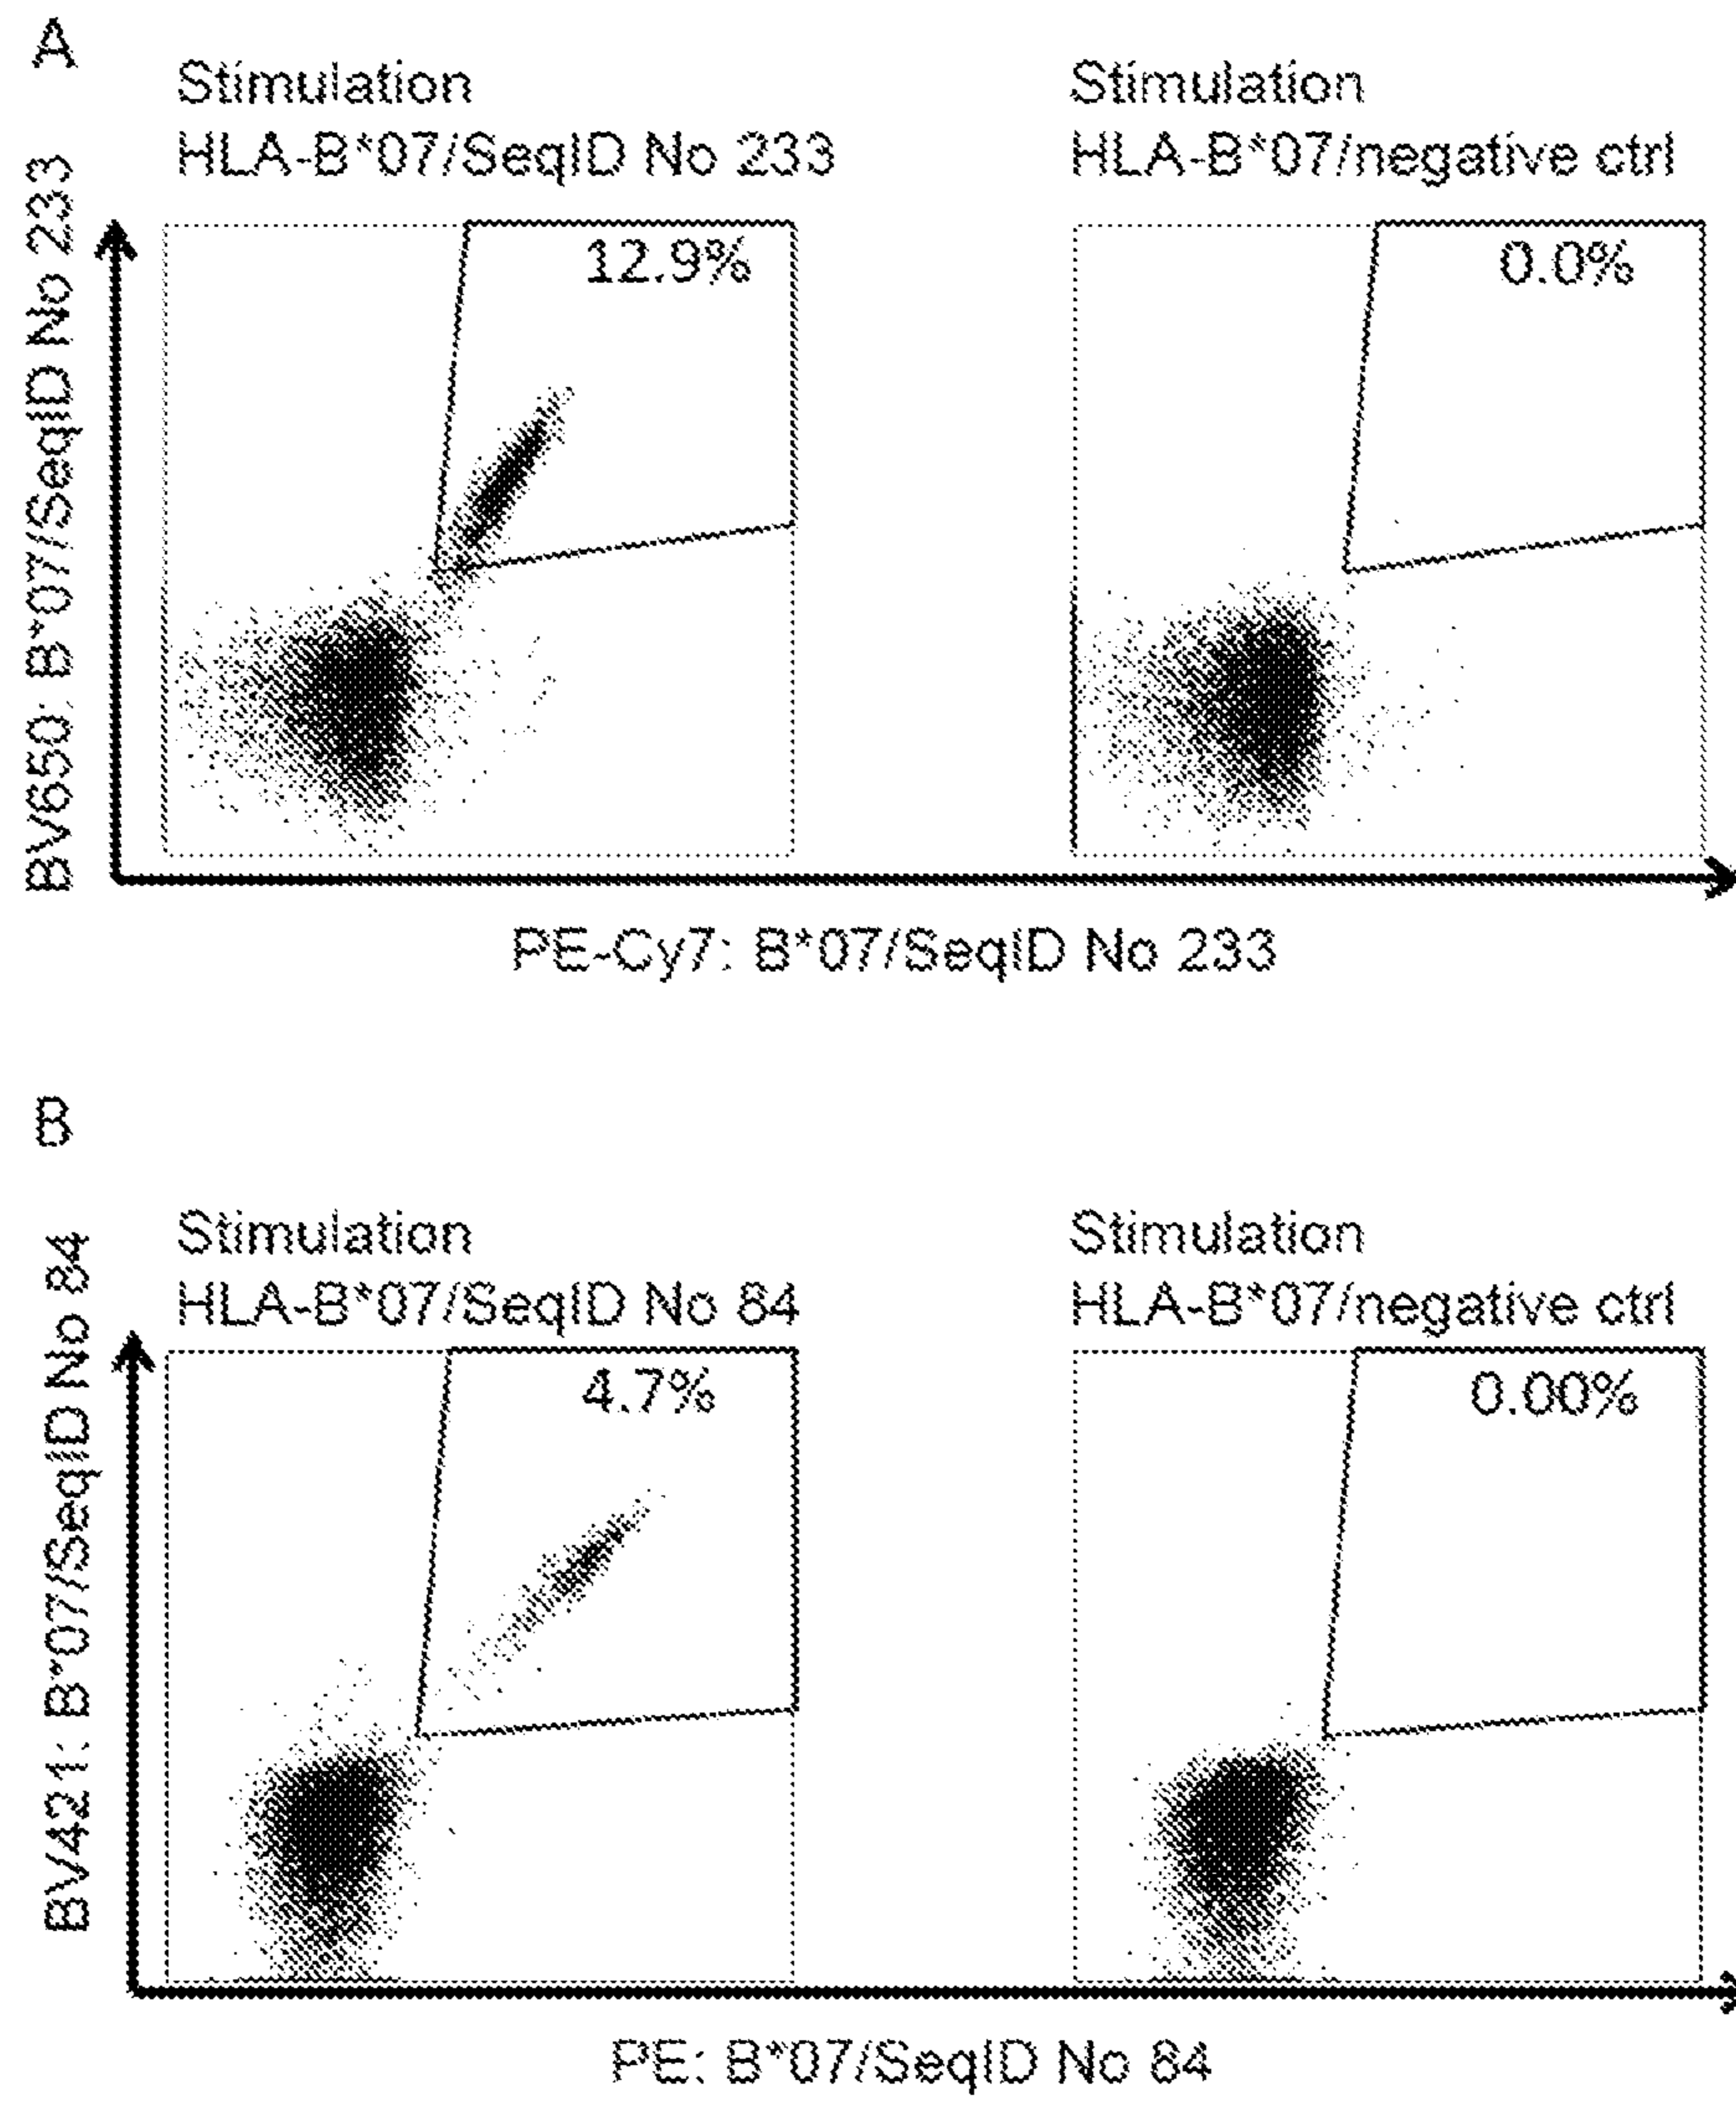 A
Stimulation
HLA-B*07/SeqID No 233
Stimulation
HLA-B*07/negative ctrl
BV650: B*07/SeqID No 233
12.9%
0.0%
PE-Cy7: B*07/SeqID No 233
B
Stimulation
HLA-B*07/SeqID No 84
Stimulation
HLA-B*07/negative ctrl
BV421: B*07/SeqID No 84
4.7%
0.00%
PE: B*07/SeqID No 84